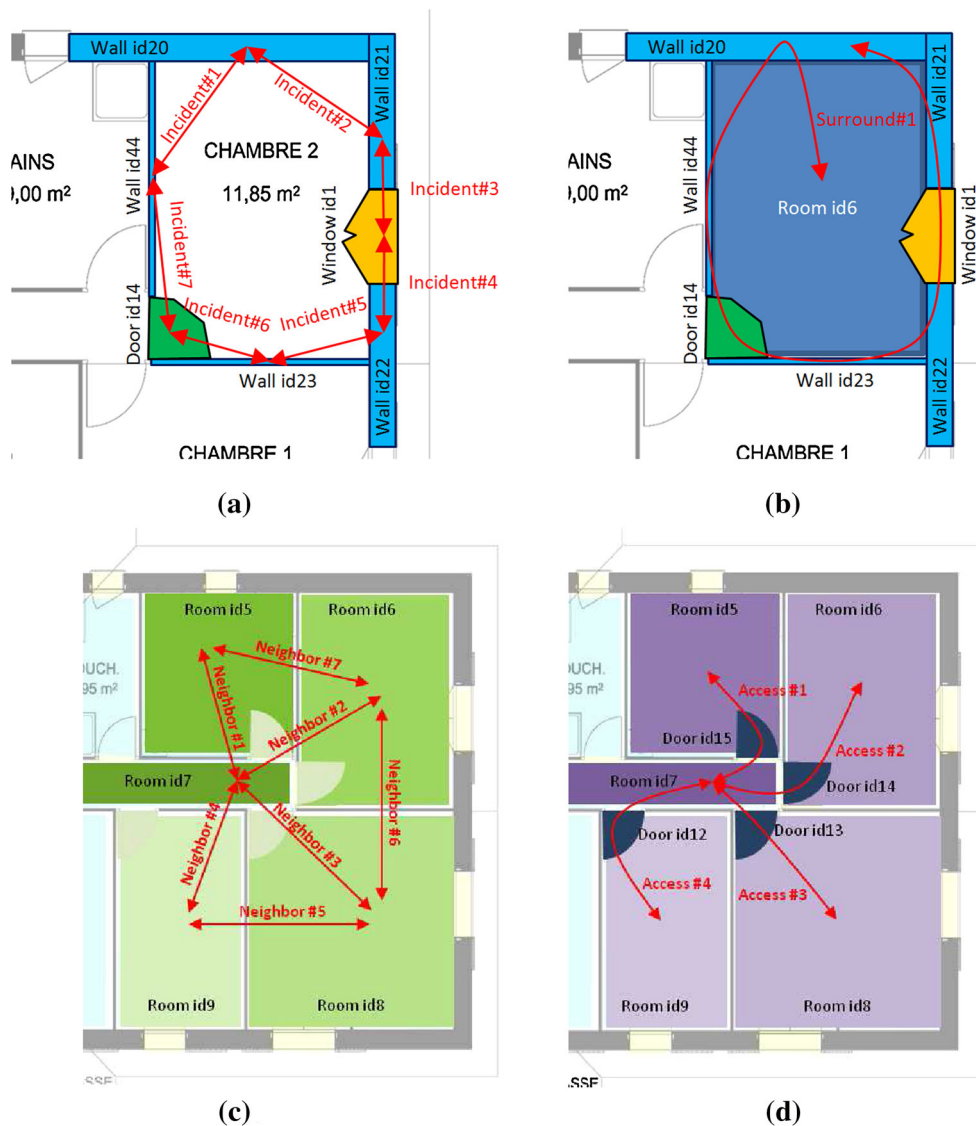 Wall id20
Wall id21
Incident#1
Incident#2
CHAMBRE 2
11,85 m²
AINS
9,00 m²
Wall id44
Incident#3
Window id1
Incident#7
Incident#4
Door id14
Incident#6
Incident#5
Wall id23
Wall id22
CHAMBRE 1
(a)
Wall id20
Wall id21
Surround#1
AINS
9,00 m²
Wall id44
Room id6
Window id1
Door id14
Wall id22
Wall id23
CHAMBRE 1
(b)
Room id5
Room id6
OUCH.
95 m²
Neighbor #7
Neighbor #1
Neighbor #2
Room id7
Neighbor #6
Neighbor #4
Neighbor #3
Neighbor #5
Room id9
Room id8
SSE
(c)
Room id5
Room id6
OUCH.
95 m²
Access #1
Door id15
Access #2
Room id7
Door id14
Door id12
Door id13
Access #4
Access #3
Room id9
Room id8
ASSE
(d)